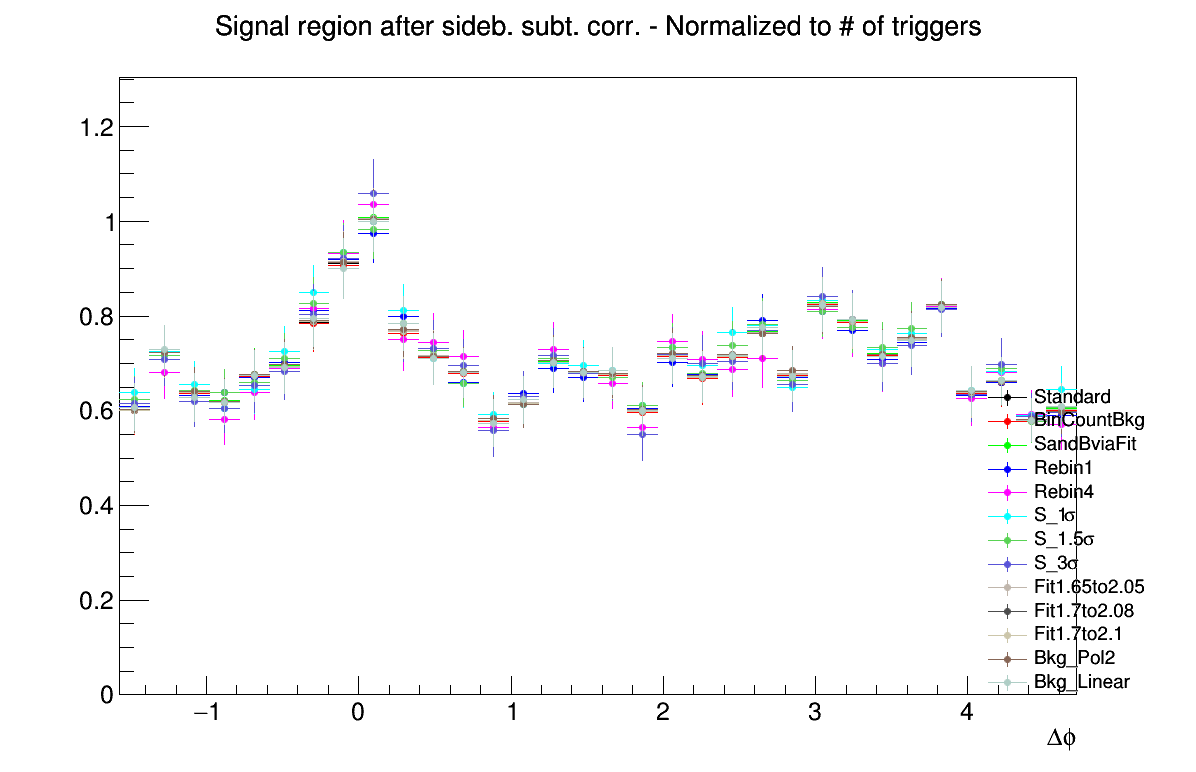 Signal region after sideb. subt. corr. - Normalized to # of triggers
1.2
1
0.8
0.6
0.4
0.2
0
−1
0
1
2
3
4
Δϕ
Standard
BinCountBkg
SandBviaFit
Rebin1
Rebin4
S_1σ
S_1.5σ
S_3σ
Fit1.65to2.05
Fit1.7to2.08
Fit1.7to2.1
Bkg_Pol2
Bkg_Linear